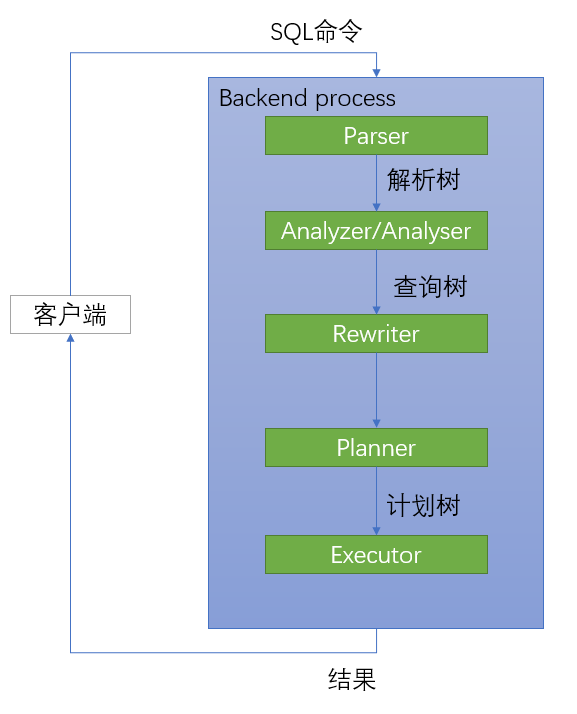 SQL命令
Backend process
Parser
解析树
Analyzer/Analyser
查询树
客户端
Rewriter
Planner
计划树
Executor
结果